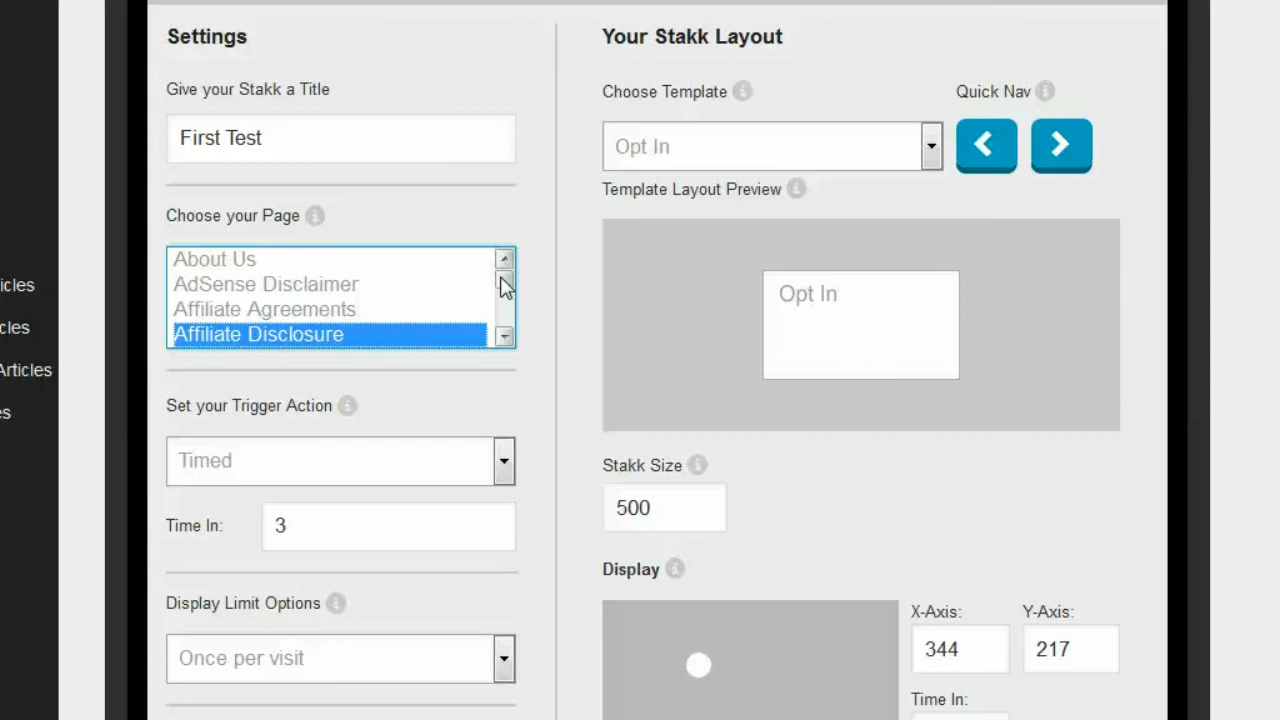 Settings
Give your Stakk a Title
First Test
Choose your Page
About Us
AdSense Disclaimer
Affiliate Agreements
Affiliate Disclosure
Set your Trigger Action
Timed
Time In:
3
Display Limit Options
Once per visit
Your Stakk Layout
Choose Template
Quick Nav
Opt In
Template Layout Preview
Opt In
Stakk Size
500
Display
X-Axis:
Y-Axis:
344
217
Time In:
icles
cles
Articles
es